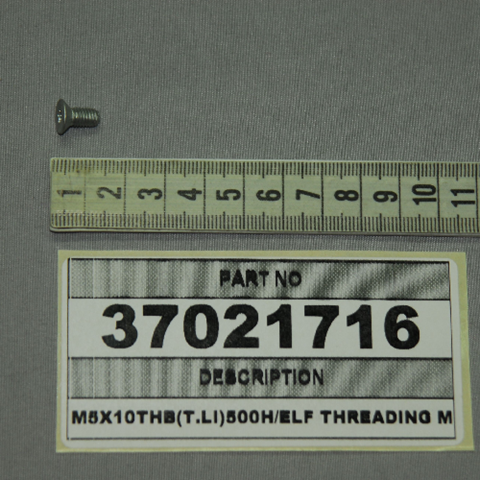 1 2 3 4 5 6 7 8 9 10 11
PART NO
37021716
DESCRIPTION
M5X10THB(T.LI)500H/ELF THREADING M